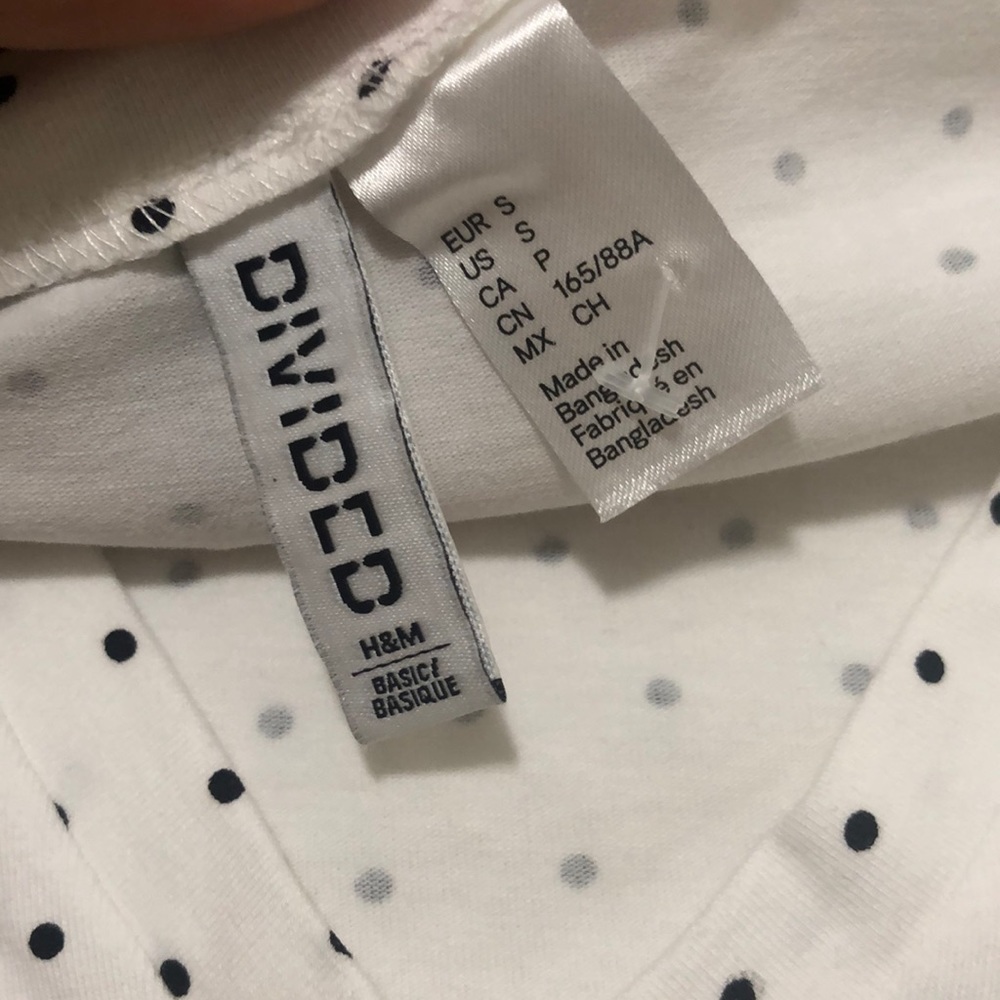 DIVIDED
H&M
BASIC/
BASIQUE
EUR S
US S
CA P
CN 165/88A
MX CH
Made in
Bangladesh
Fabriqué en
Bangladesh